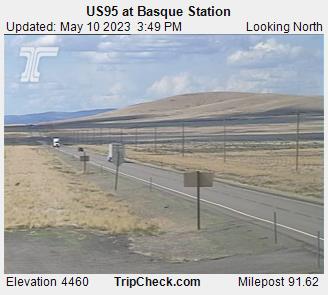 US95 at Basque Station
Updated: May 10 2023 3:49 PM Looking North
Elevation 4460 TripCheck.com Milepost 91.62